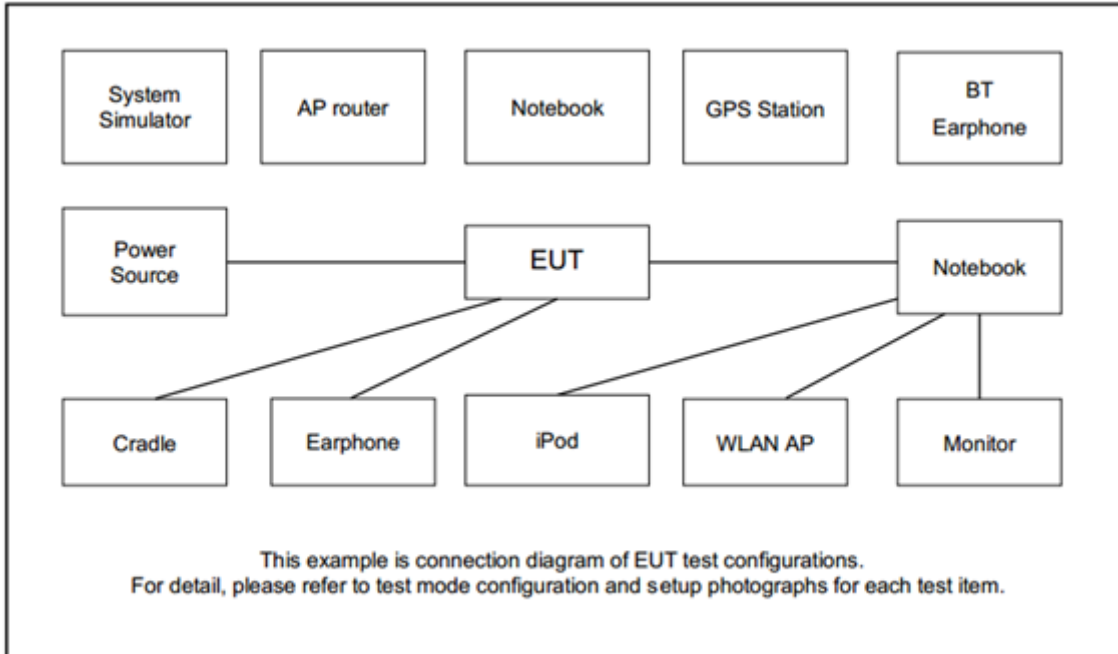 System
Simulator
AP router
Notebook
GPS Station
BT
Earphone
Power
Source
EUT
Notebook
Cradle
Earphone
iPod
WLAN AP
Monitor
This example is connection diagram of EUT test configurations.
For detail, please refer to test mode configuration and setup photographs for each test item.